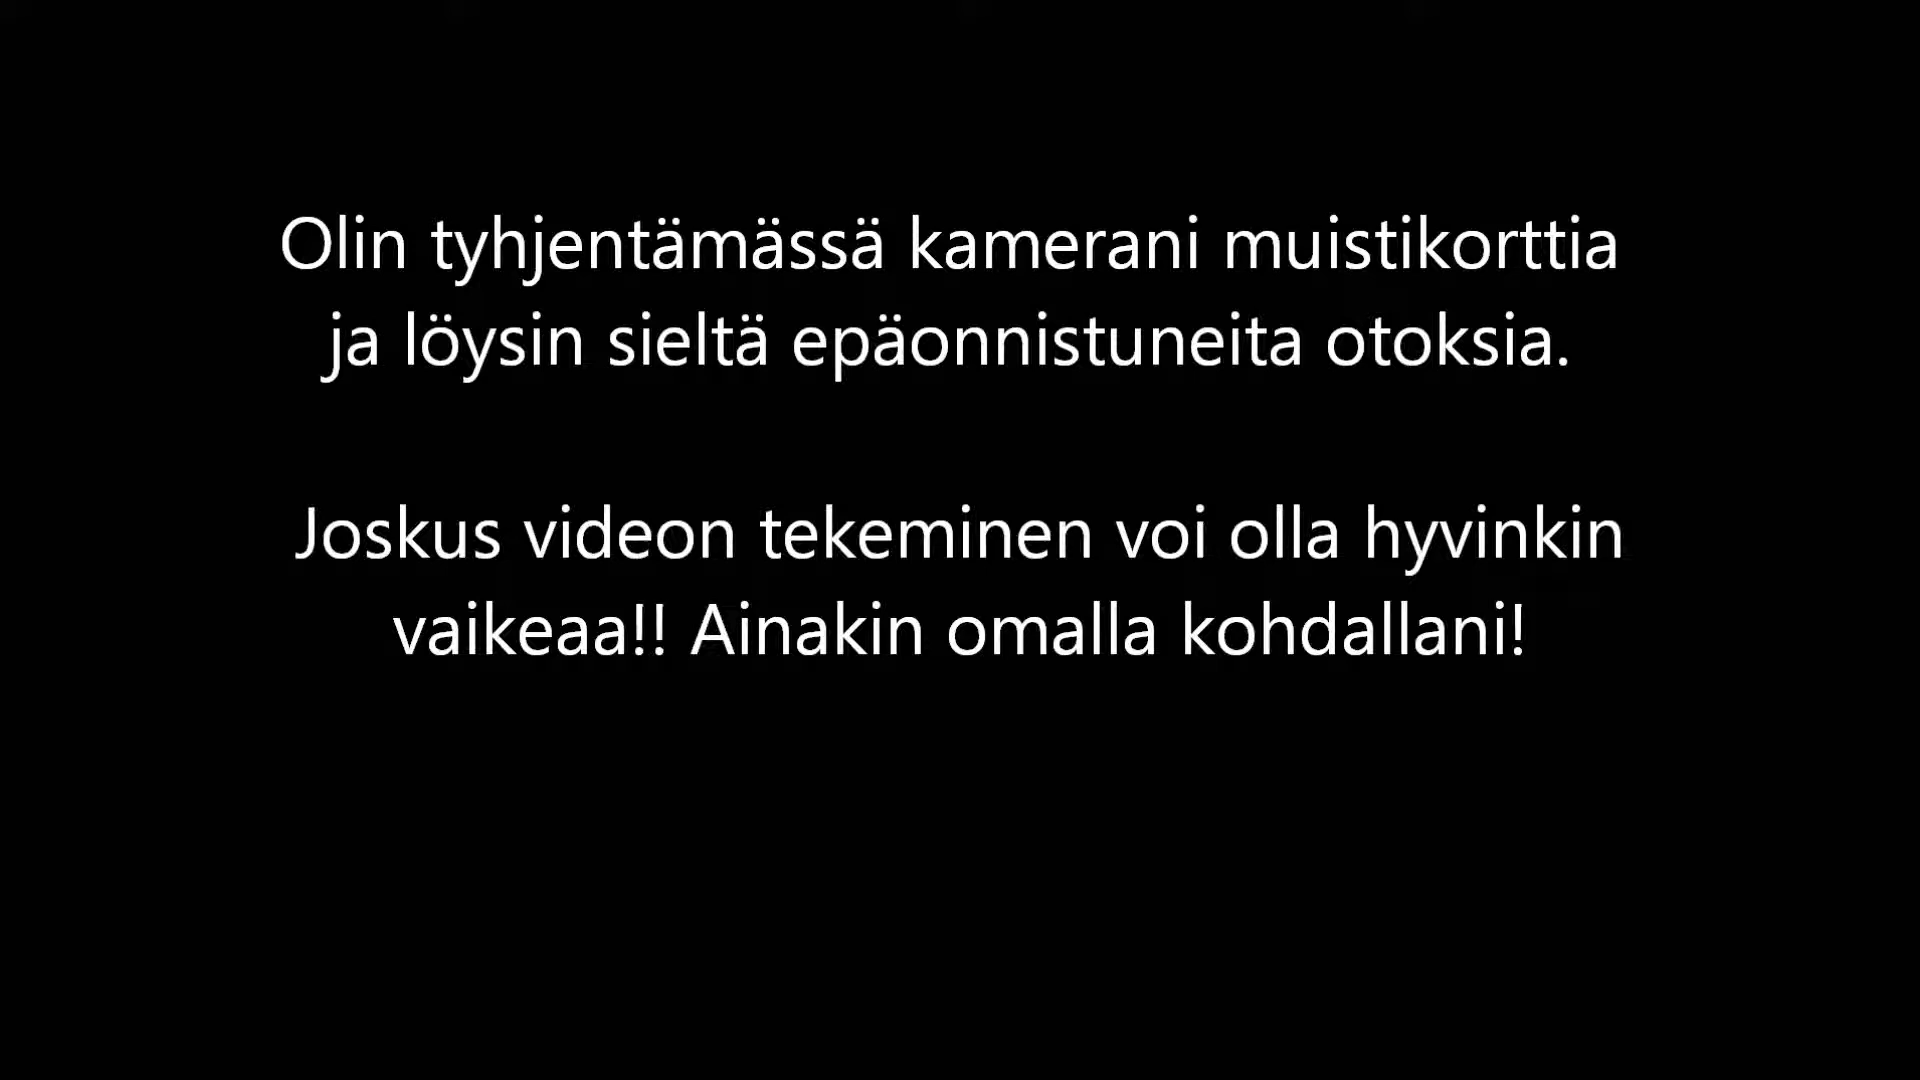 Olin tyhjentämässä kamerani muistikorttia
ja löysin sieltä epäonnistuneita otoksia.
Joskus videon tekeminen voi olla hyvinkin
vaikeaa!! Ainakin omalla kohdallani!